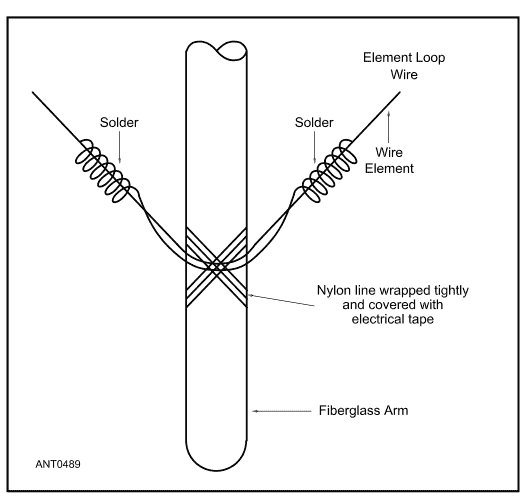 Element Loop
Wire
Solder
Solder
Wire
Element
Nylon line wrapped tightly
and covered with
electrical tape
Fiberglass Arm
ANT0489